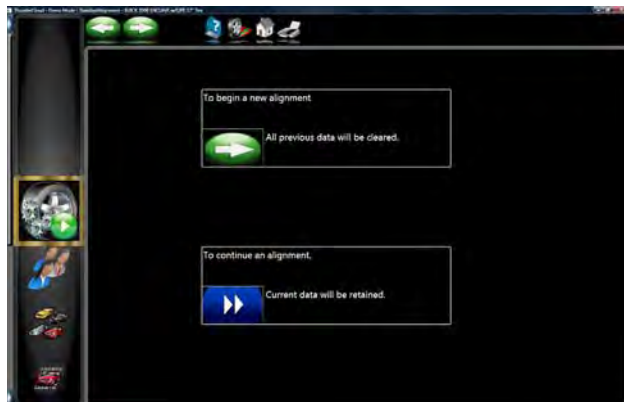 To begin a new alignment
All previous data will be cleared.
To continue an alignment,
Current data will be retained.